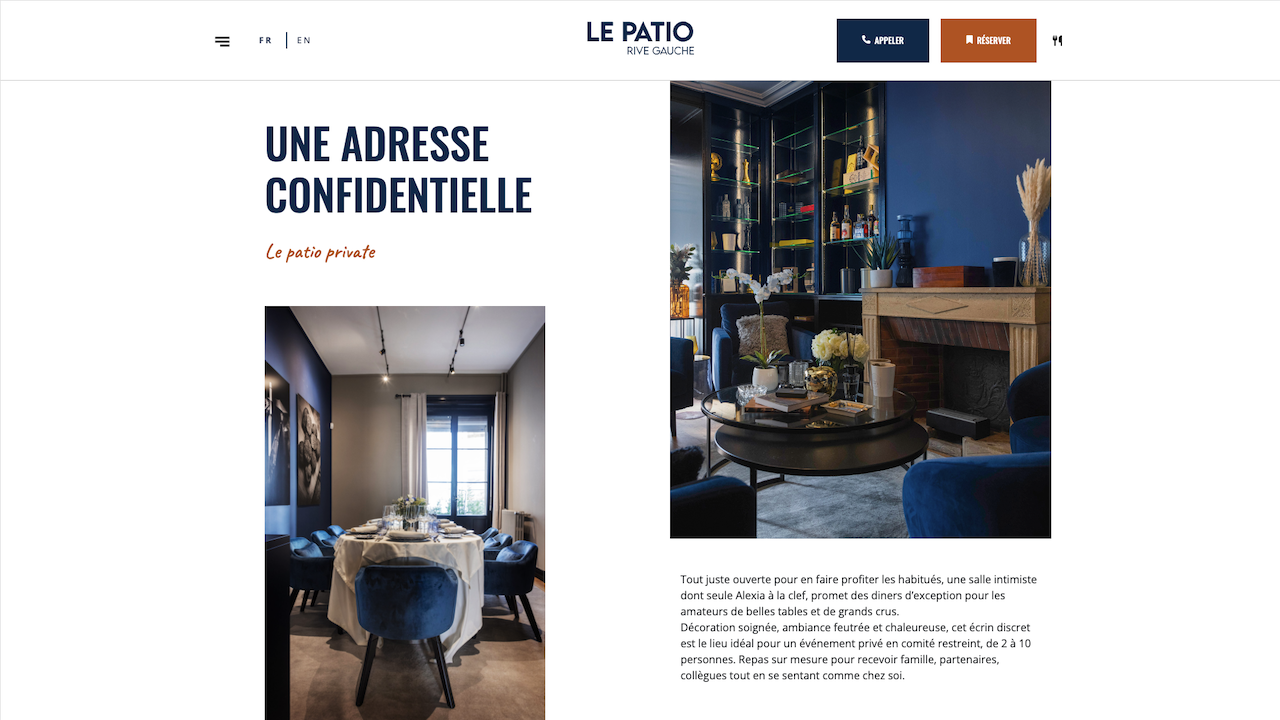 FR | EN
LE PATIO
RIVE GAUCHE
APPELER
RÉSERVER
UNE ADRESSE
CONFIDENTIELLE
Le patio private
Tout juste ouverte pour en faire profiter les habitués, une salle intimiste
dont seule Alexia à la clef, promet des diners d'exception pour les
amateurs de belles tables et de grands crus.
Décoration soignée, ambiance feutrée et chaleureuse, cet écrin discret
est le lieu idéal pour un événement privé en comité restreint, de 2 à 10
personnes. Repas sur mesure pour recevoir famille, partenaires,
collègues tout en se sentant comme chez soi.